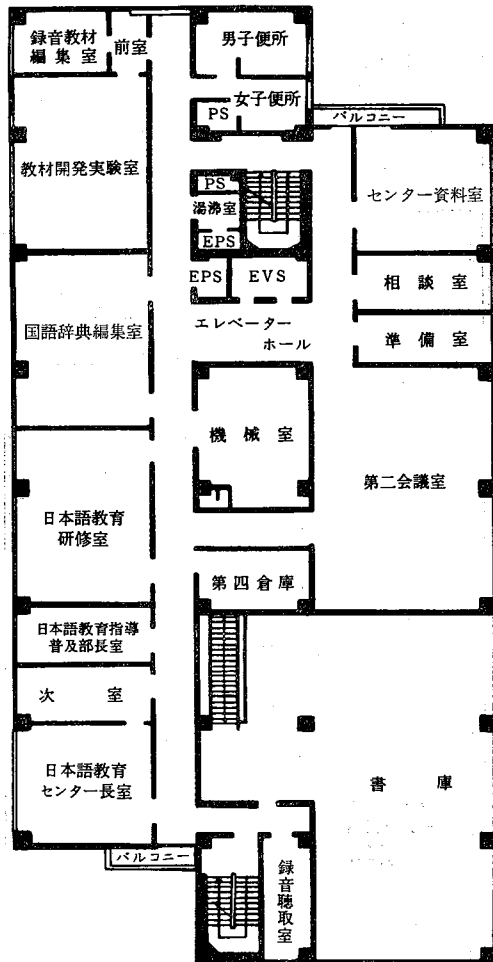 録音教材
編集室
前室
男子便所
女子便所
PS
バルコニー
教材開発実験室
センター資料室
PS
湯沸室
EPS
EPS
EVS
相談室
国語辞典編集室
エレベーター
ホール
準備室
機械室
第二会議室
日本語教育
研修室
第四倉庫
日本語教育指導
普及部長室
次室
日本語教育
センター長室
書庫
バルコニー
録音聴取室